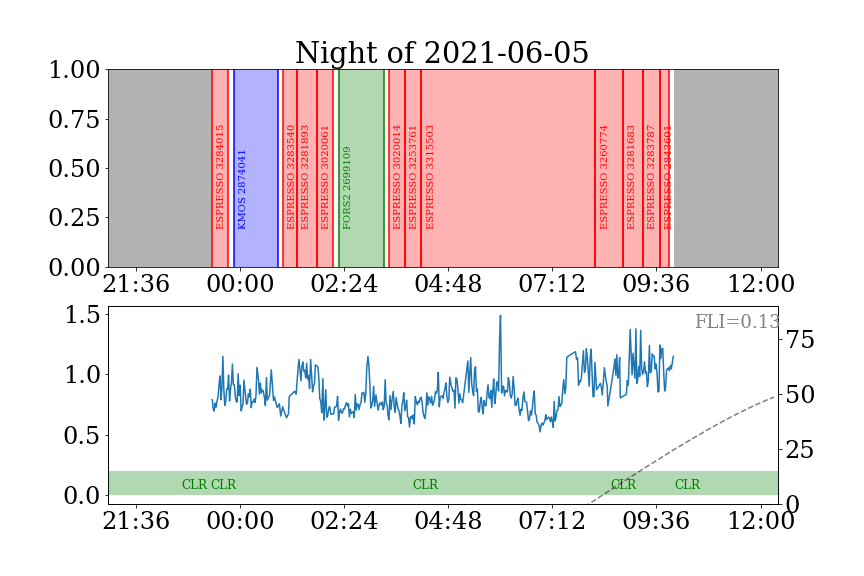 Night of 2021-06-05
1.00
0.75
0.50
0.25
0.00
ESPRESSO 3284015
KMOS 2874041
ESPRESSO 3283540
ESPRESSO 3281893
ESPRESSO 3020061
FORS2 2699109
ESPRESSO 3020014
ESPRESSO 3253761
ESPRESSO 3315503
ESPRESSO 3260774
ESPRESSO 3281683
ESPRESSO 3283787
ESPRESSO 2843601
21:36 00:00 02:24 04:48 07:12 09:36 12:00
1.5
1.0
0.5
0.0
FLI=0.13
75
50
25
0
CLR CLR CLR CLR CLR
21:36 00:00 02:24 04:48 07:12 09:36 12:00